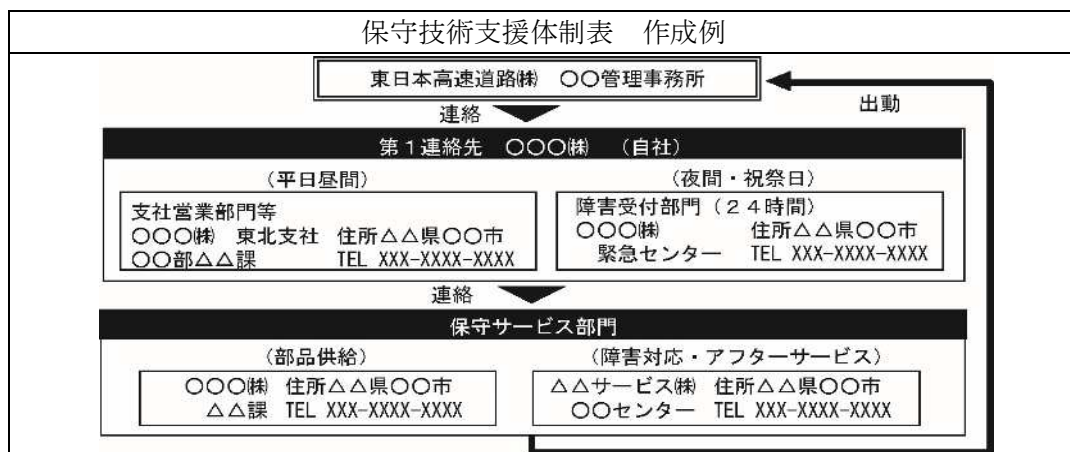 保守技術支援体制表　作成例
東日本高速道路㈱　〇〇管理事務所
出動
連絡
第１連絡先　〇〇〇㈱　（自社）
（平日昼間）
支社営業部門等
〇〇〇㈱　東北支社　住所△△県〇〇市
〇〇部△△課　TEL XXX-XXXX-XXXX
（夜間・祝祭日）
障害受付部門（２４時間）
〇〇〇㈱　住所△△県〇〇市
緊急センター　TEL XXX-XXXX-XXXX
連絡
保守サービス部門
（部品供給）
〇〇〇㈱　住所△△県〇〇市
△△課　TEL XXX-XXXX-XXXX
（障害対応・アフターサービス）
△△サービス㈱　住所△△県〇〇市
〇〇センター　TEL XXX-XXXX-XXXX